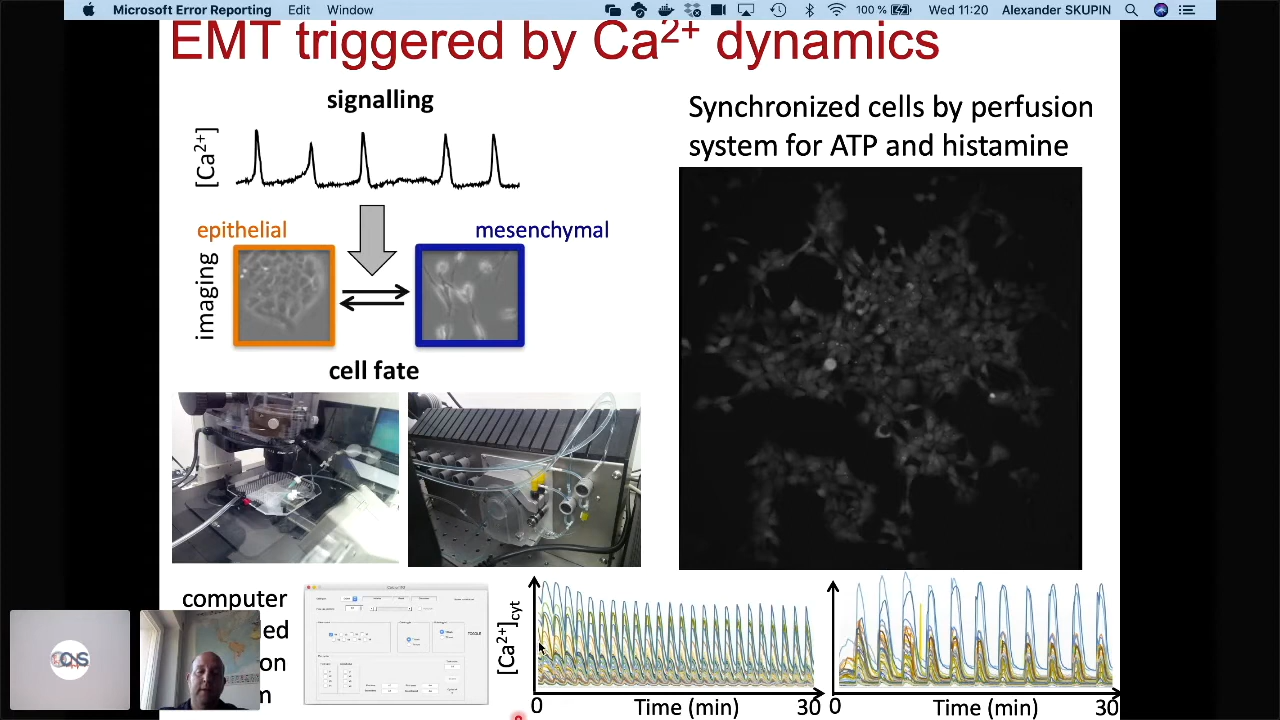 Microsoft Error Reporting Edit Window 100 % Wed 11:20 Alexander SKUPIN
EMT triggered by Ca2+ dynamics
signalling
[Ca2+]
epithelial
mesenchymal
imaging
cell fate
Synchronized cells by perfusion
system for ATP and histamine
computer
ed
on
m
[Ca2+]cyt
0 Time (min) 30
0 Time (min) 30